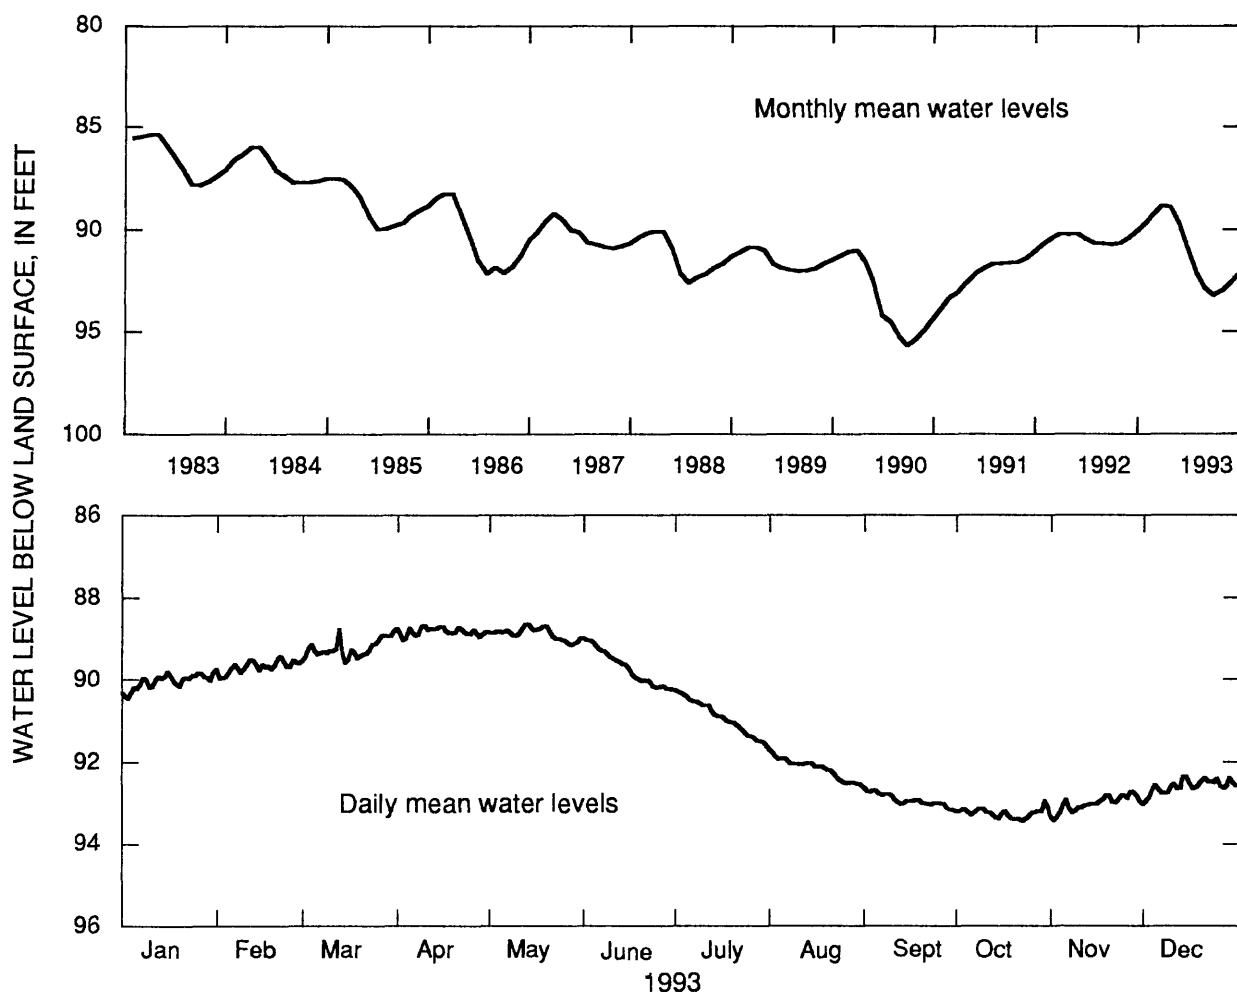 WATER LEVEL BELOW LAND SURFACE, IN FEET
80
85
90
95
100
Monthly mean water levels
1983 1984 1985 1986 1987 1988 1989 1990 1991 1992 1993
86
88
90
92
94
96
Daily mean water levels
Jan Feb Mar Apr May June July Aug Sept Oct Nov Dec
1993